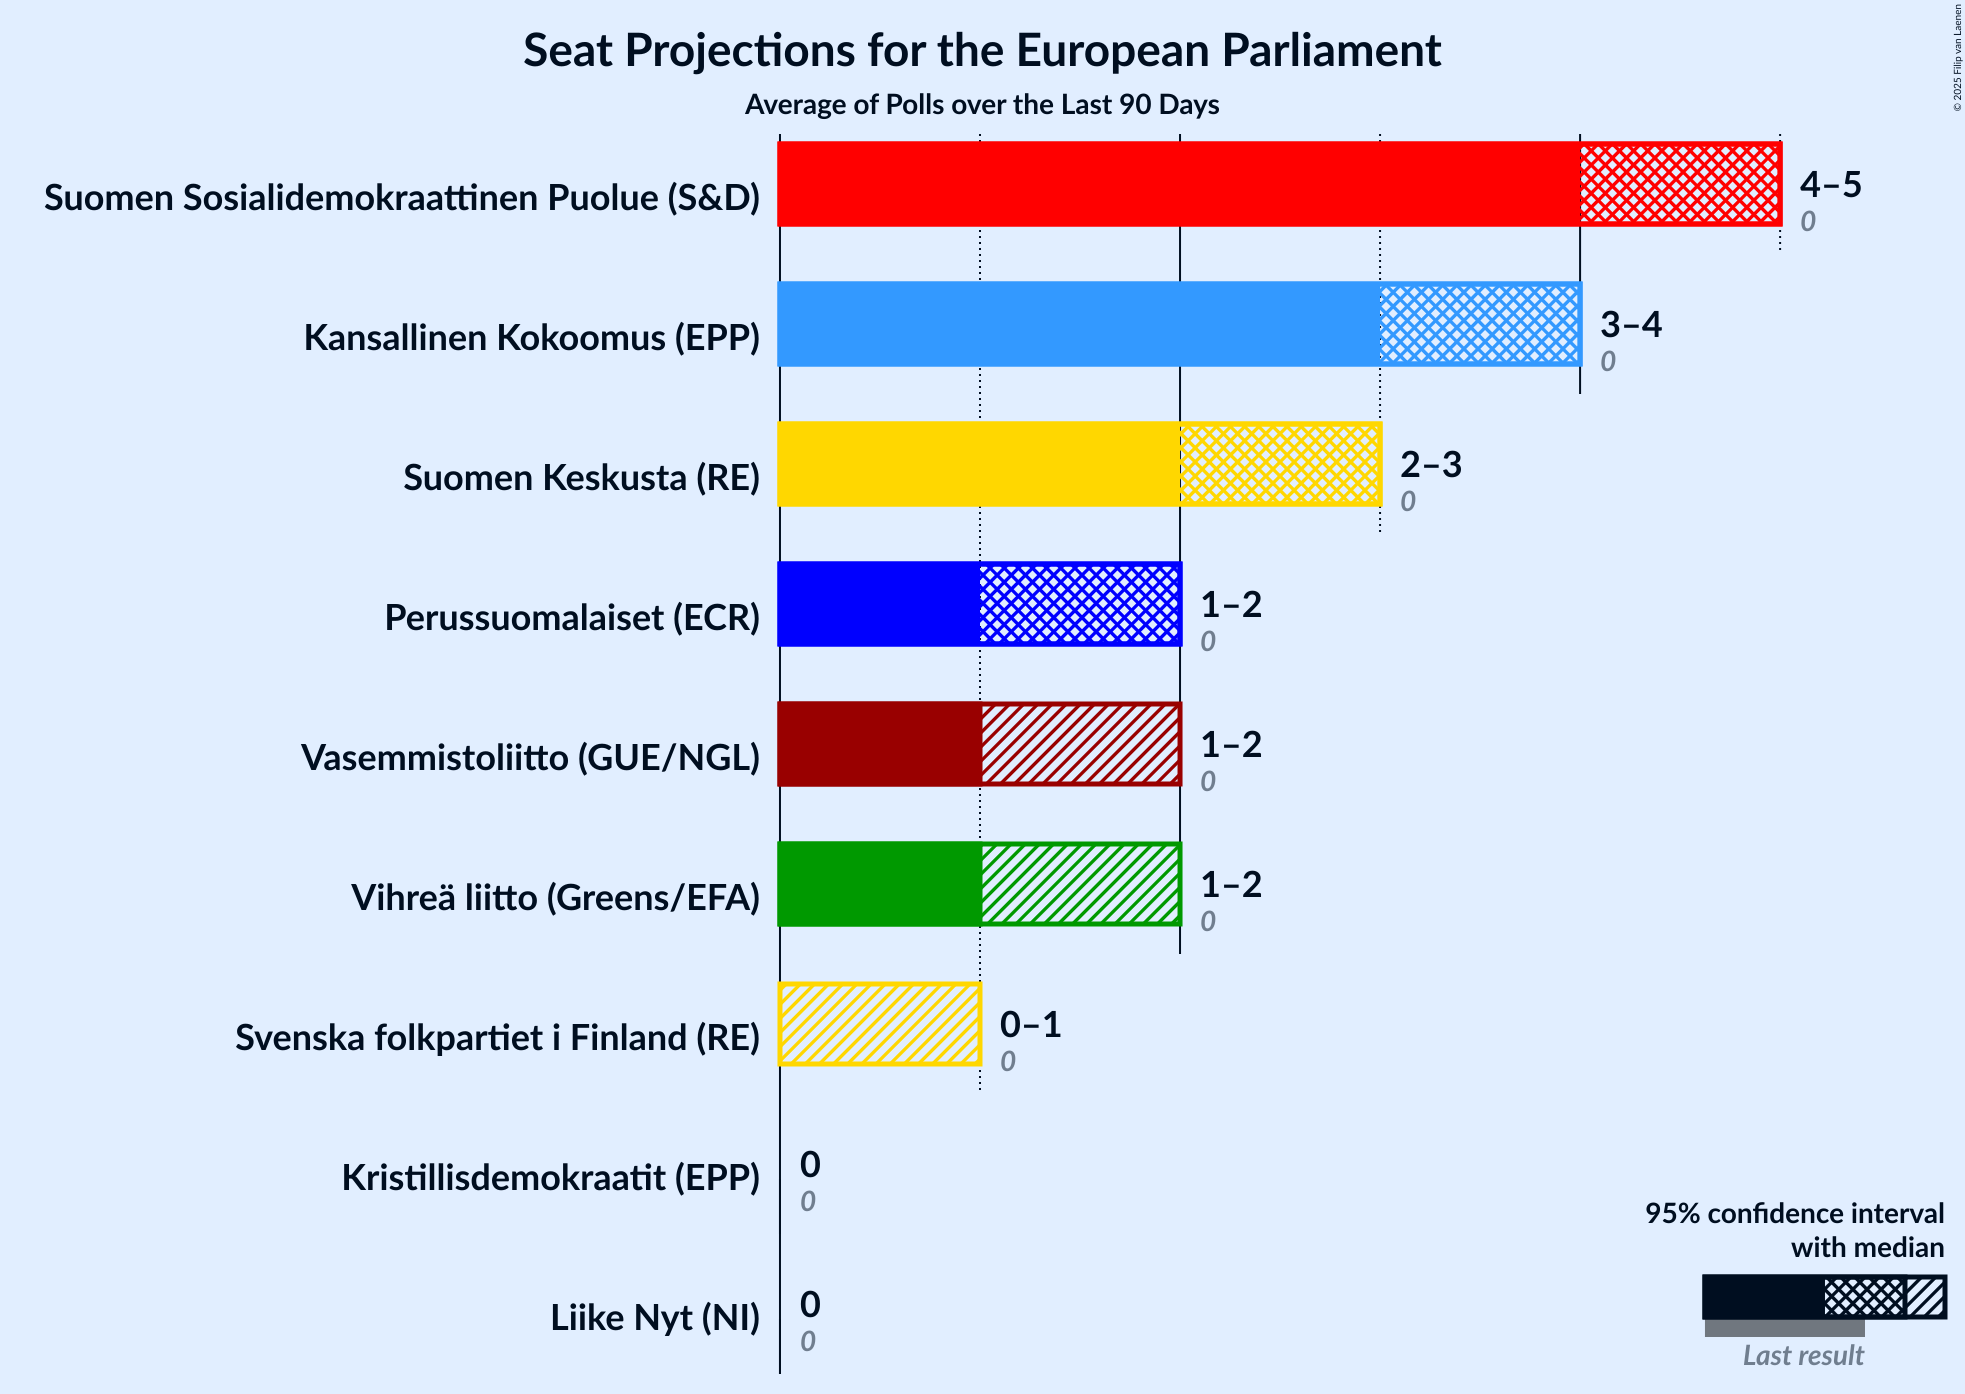 Seat Projections for the European Parliament
Average of Polls over the Last 90 Days
© 2025 Filip van Laenen
Suomen Sosialidemokraattinen Puolue (S&D)
4–5
0
Kansallinen Kokoomus (EPP)
3–4
0
Suomen Keskusta (RE)
2–3
0
Perussuomalaiset (ECR)
1–2
0
Vasemmistoliitto (GUE/NGL)
1–2
0
Vihreä liitto (Greens/EFA)
1–2
0
Svenska folkpartiet i Finland (RE)
0–1
0
Kristillisdemokraatit (EPP)
0
0
Liike Nyt (NI)
0
0
95% confidence interval
with median
Last result